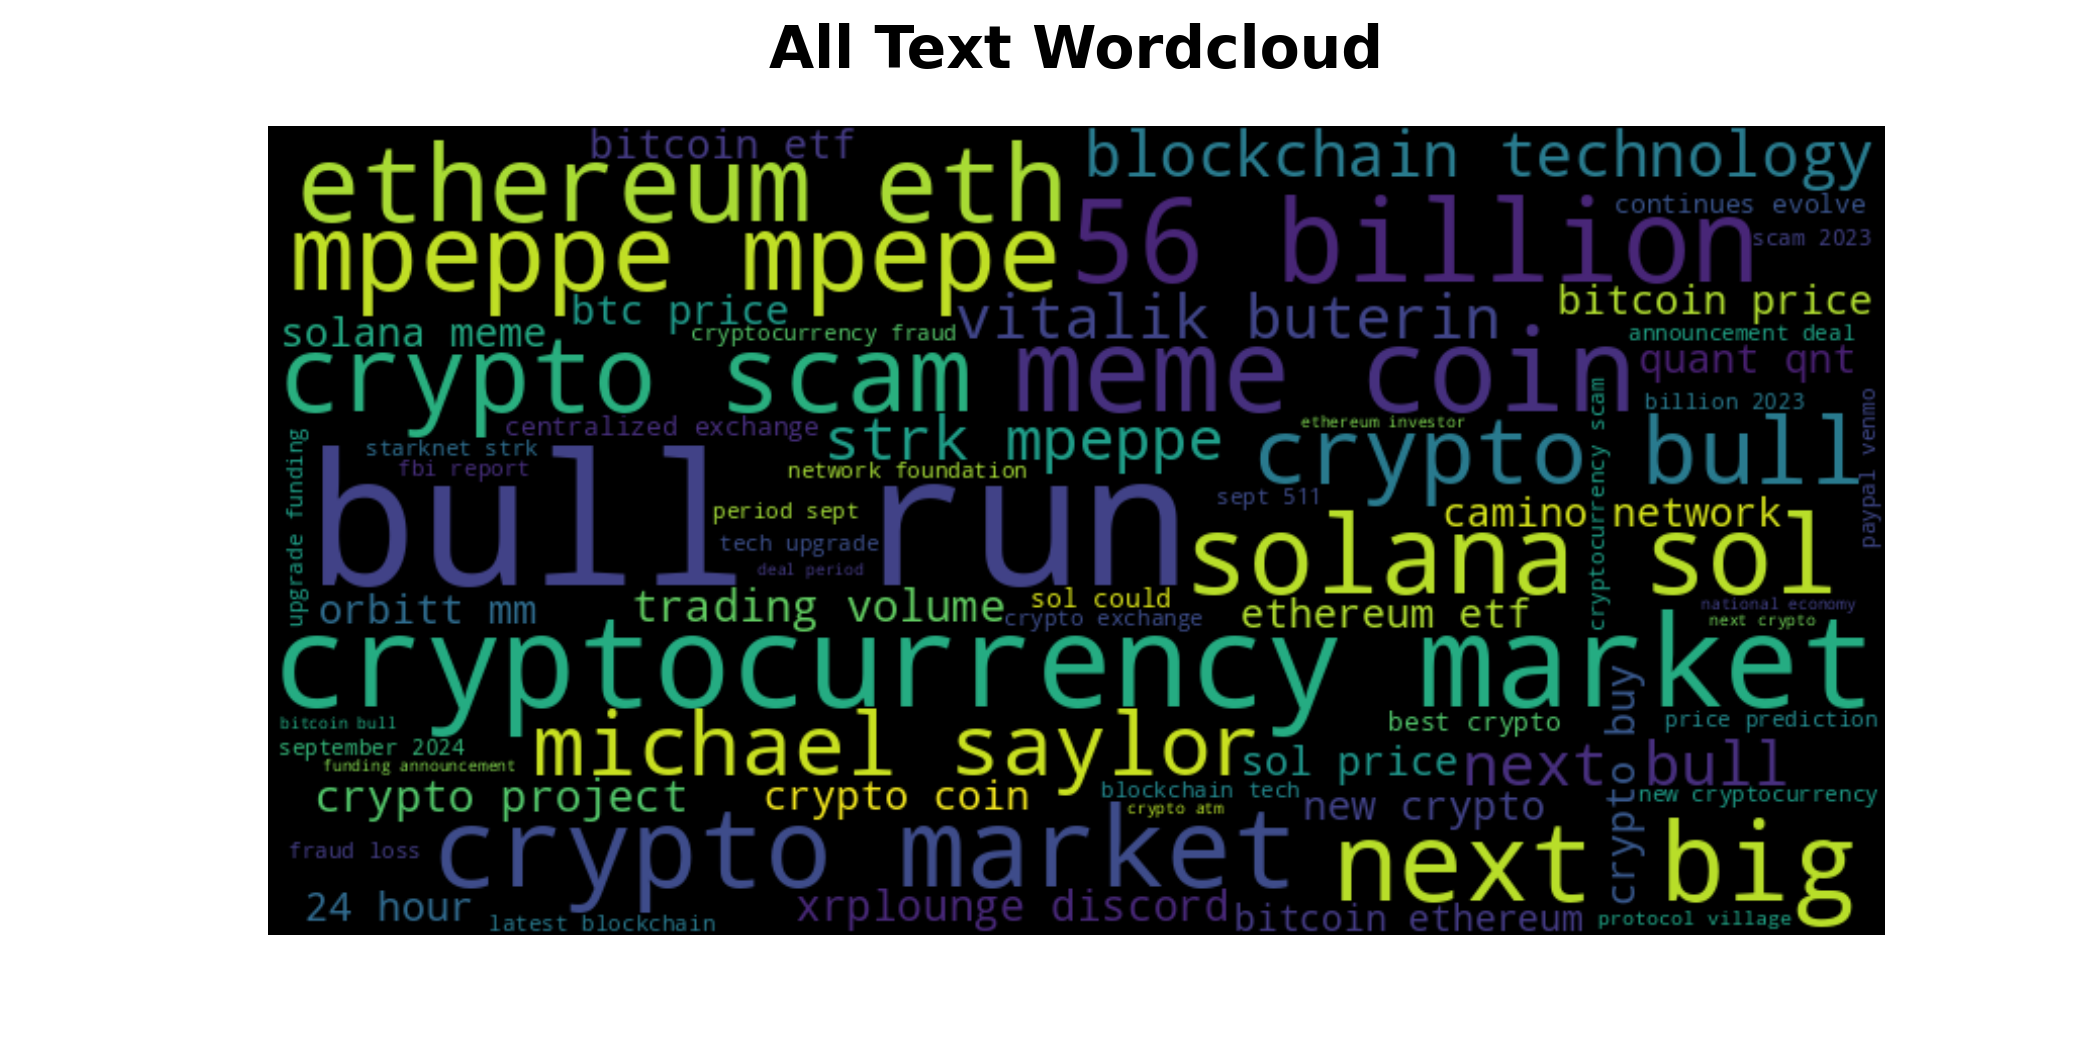 All Text Wordcloud
bitcoin etf
blockchain technology
ethereum eth
56 billion
continues evolve
scam 2023
mpeppe mpepe
bitcoin price
btc price
vitalik buterin
solana meme
cryptocurrency fraud
announcement deal
crypto scam
meme coin
quant qnt
billion 2023
paypal venmo
cryptocurrency scam
centralized exchange
strk mpeppe
ethereum investor
crypto bull
upgrade funding
starknet strk
fbi report
network foundation
bull run
sept 511
period sept
camino network
tech upgrade
solana sol
deal period
orbitt mm
trading volume
sol could
crypto exchange
ethereum etf
national economy
next crypto
cryptocurrency market
bitcoin bull
september 2024
funding announcement
michael saylor
best crypto
crypto buy
price prediction
sol price
next bull
crypto project
crypto coin
blockchain tech
crypto atm
new crypto
new cryptocurrency
fraud loss
crypto market
next big
24 hour
latest blockchain
xrplounge discord
bitcoin ethereum
protocol village